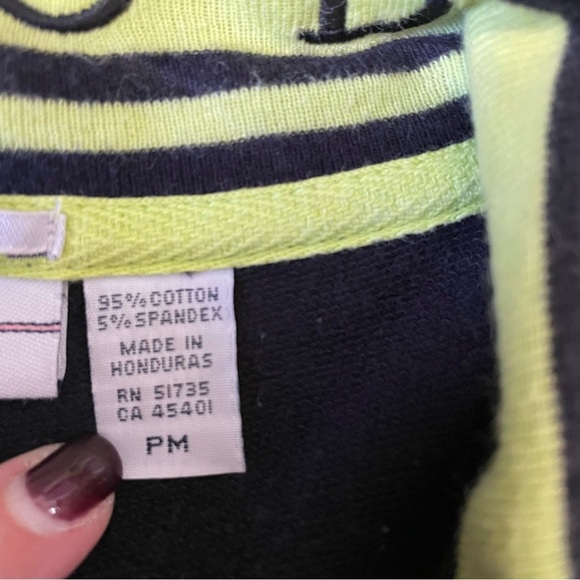 95% COTTON
5% SPANDEX
MADE IN
HONDURAS
RN 51735
CA 45401
PM